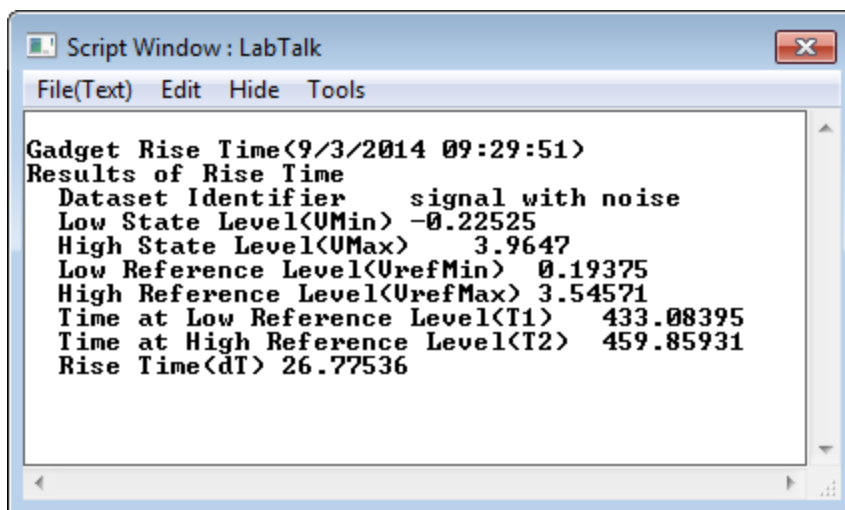 Script Window : LabTalk
File(Text) Edit Hide Tools
Gadget Rise Time(9/3/2014 09:29:51)
Results of Rise Time
Dataset Identifier signal with noise
Low State Level(VMin) -0.22525
High State Level(VMax) 3.9647
Low Reference Level(VrefMin) 0.19375
High Reference Level(VrefMax) 3.54571
Time at Low Reference Level(T1) 433.08395
Time at High Reference Level(T2) 459.85931
Rise Time(dT) 26.77536